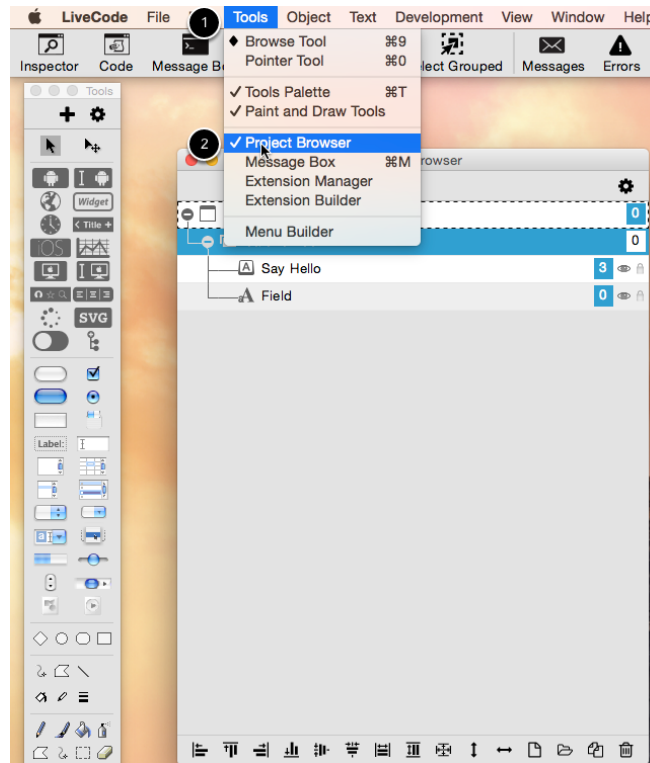 LiveCode File 1 Tools Object Text Development View Window Help
Inspector Code Message B lect Grouped Messages Errors
Browse Tool ⌘9
Pointer Tool ⌘0
Tools Palette ⌘T
Paint and Draw Tools
2 Project Browser
Message Box ⌘M
Extension Manager
Extension Builder
Menu Builder
Tools
rowser
Widget
< Title +
iOS
SVG
Label:
0
0
Say Hello 3
Field 0